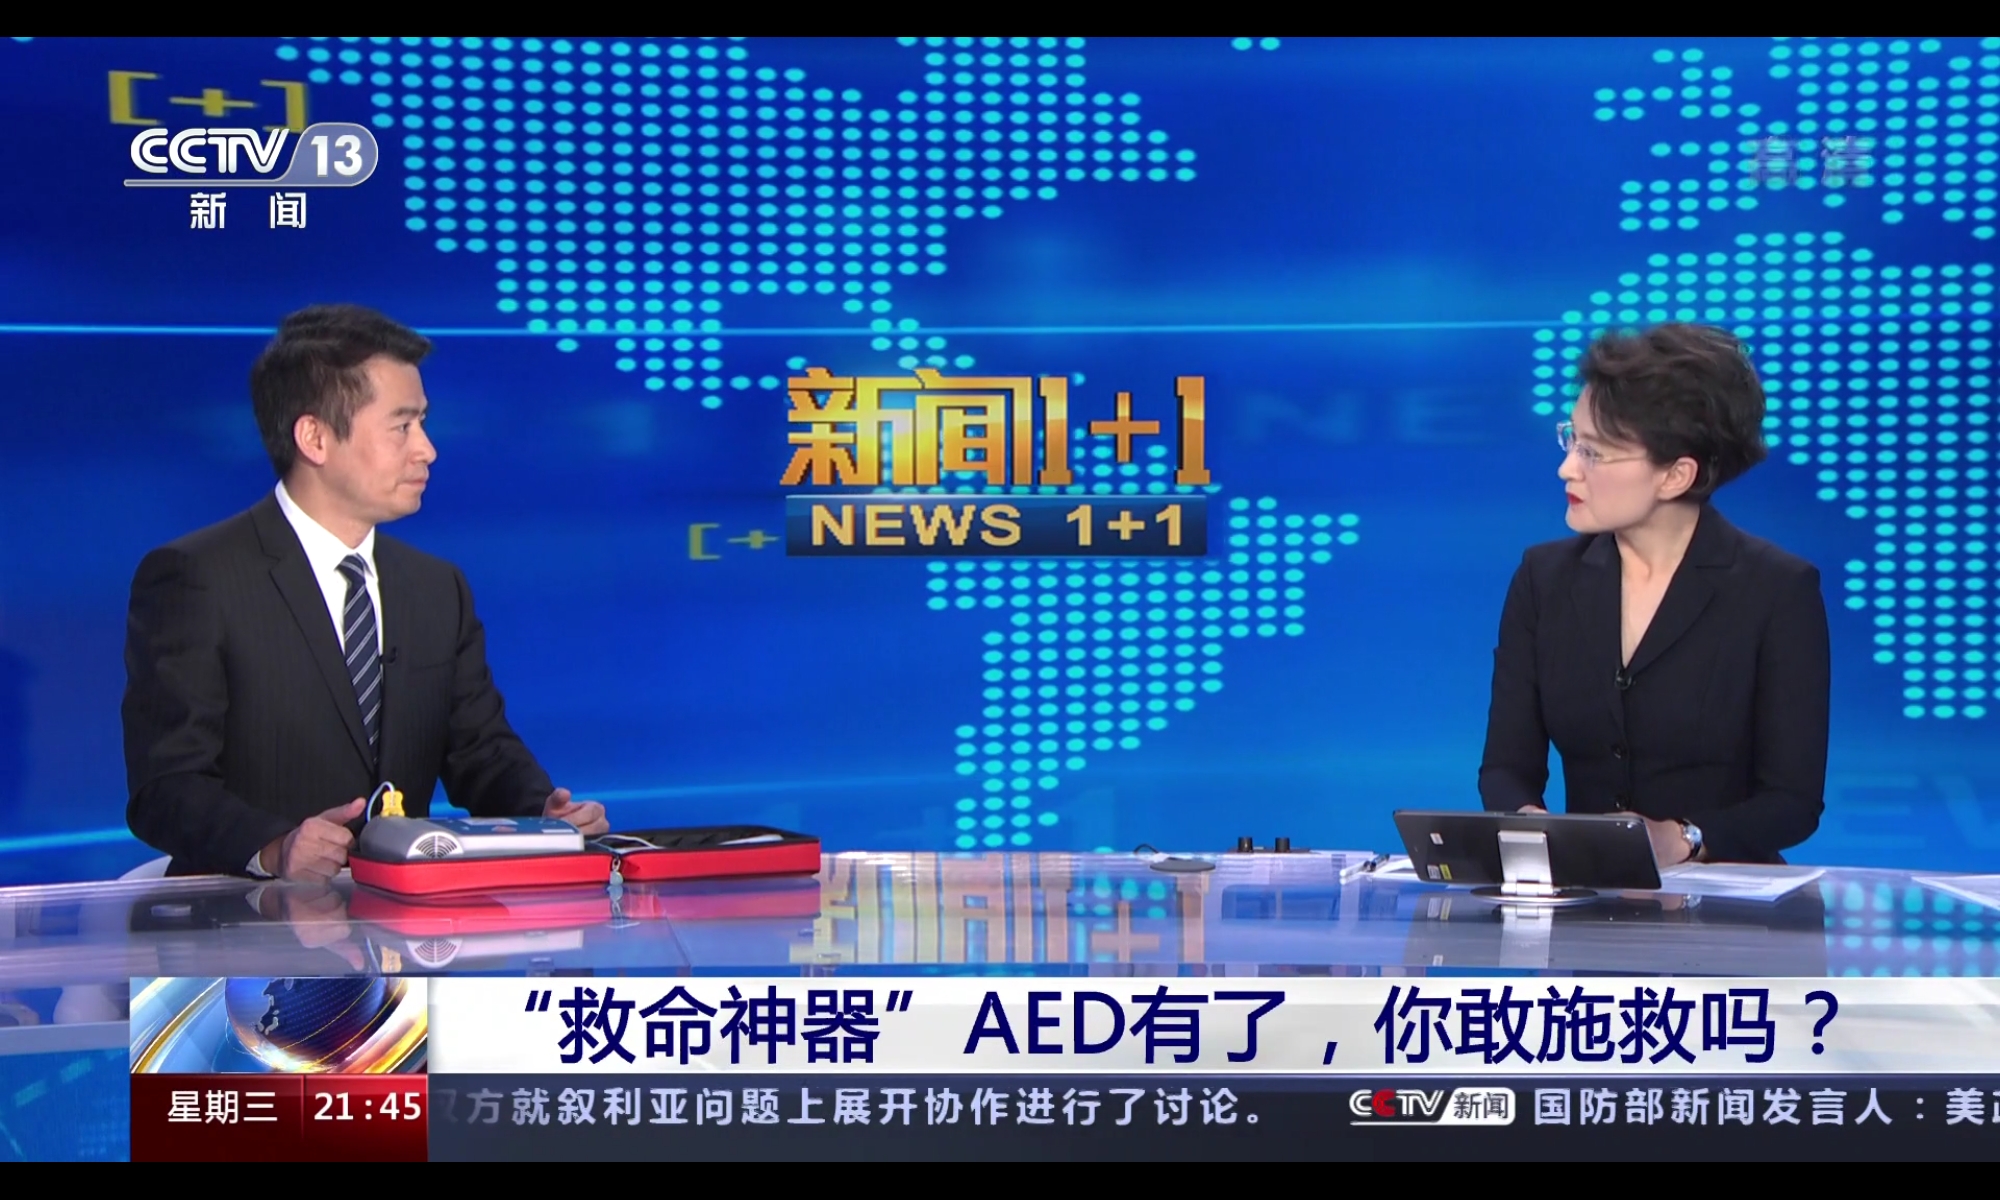 [+]
CCTV 13
新闻
高清
新闻1+1
[+
NEWS 1+1
“救命神器” AED有了，你敢施救吗？
星期三 21:45
方就叙利亚问题上展开协作进行了讨论。 CCTV新闻 国防部新闻发言人：美